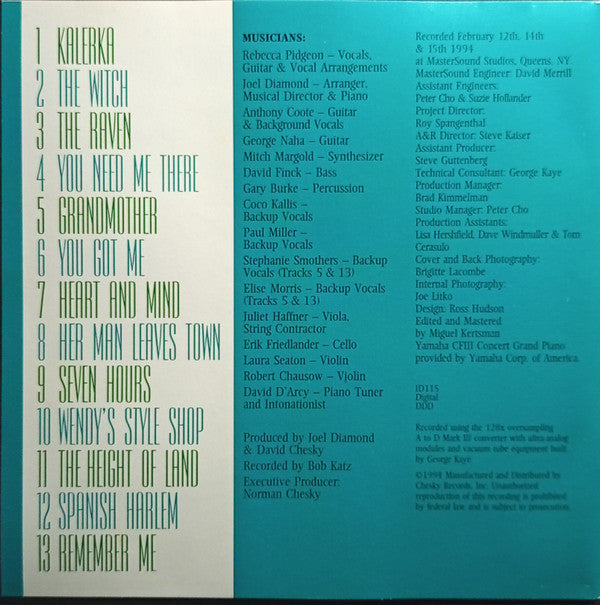 1 KALERKA
2 THE WITCH
3 THE RAVEN
4 YOU NEED ME THERE
5 GRANDMOTHER
6 YOU GOT ME
7 HEART AND MIND
8 HER MAN LEAVES TOWN
9 SEVEN HOURS
10 WENDY'S STYLE SHOP
11 THE HEIGHT OF LAND
12 SPANISH HARLEM
13 REMEMBER ME
MUSICIANS:
Rebecca Pidgeon – Vocals,
Guitar & Vocal Arrangements
Joel Diamond – Arranger,
Musical Director & Piano
Anthony Coote – Guitar
& Background Vocals
George Naha – Guitar
Mitch Margold – Synthesizer
David Finck – Bass
Gary Burke – Percussion
Coco Kallis –
Backup Vocals
Paul Miller –
Backup Vocals
Stephanie Smothers – Backup
Vocals (Tracks 5 & 13)
Elise Morris – Backup Vocals
(Tracks 5 & 13)
Juliet Haffner – Viola,
String Contractor
Erik Friedlander – Cello
Laura Seaton – Violin
Robert Chausow – Violin
David D'Arcy – Piano Tuner
and Intonationist
Produced by Joel Diamond
& David Chesky
Recorded by Bob Katz
Executive Producer:
Norman Chesky
Recorded February 12th, 14th
& 15th 1994
at MasterSound Studios, Queens, NY.
MasterSound Engineer: David Merrill
Assistant Engineers:
Peter Cho & Suzie Hollander
Project Director:
Roy Spangenthal
A&R Director: Steve Kaiser
Assistant Producer:
Steve Guttenberg
Technical Consultant: George Kaye
Production Manager:
Brad Kimmelman
Studio Manager: Peter Cho
Production Assistants:
Lisa Hershfield, Dave Windmuller & Tom
Cerasulo
Cover and Back Photography:
Brigitte Lacombe
Internal Photography:
Joe Litko
Design: Ross Hudson
Edited and Mastered
by Miguel Kertsman
Yamaha CFIII Concert Grand Piano
provided by Yamaha Corp. of America.
JD115
Digital
DDD
Recorded using the 128x oversampling
A to D Mark III converter with ultra-analog
modules and vacuum tube equipment built
by George Kaye
©1994 Manufactured and Distributed by
Chesky Records, Inc. Unauthorized
reproduction of this recording is prohibited
by federal law and is subject to prosecution.